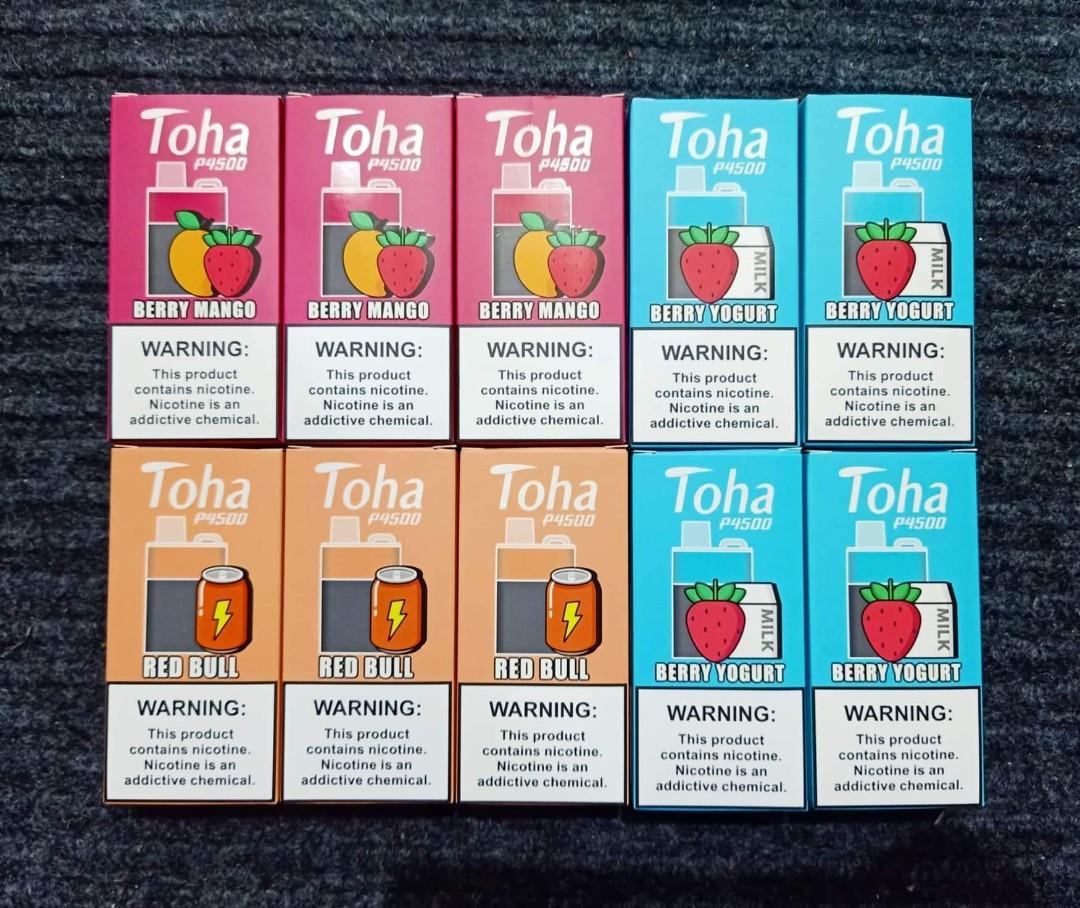 Toha
P4500
BERRY MANGO
WARNING:
This product
contains nicotine.
Nicotine is an
addictive chemical.
Toha
P4500
BERRY MANGO
WARNING:
This product
contains nicotine.
Nicotine is an
addictive chemical.
Toha
P4500
BERRY MANGO
WARNING:
This product
contains nicotine.
Nicotine is an
addictive chemical.
Toha
P4500
MILK
BERRY YOGURT
WARNING:
This product
contains nicotine.
Nicotine is an
addictive chemical.
Toha
P4500
MILK
BERRY YOGURT
WARNING:
This product
contains nicotine.
Nicotine is an
addictive chemical.
Toha
P4500
RED BULL
WARNING:
This product
contains nicotine.
Nicotine is an
addictive chemical.
Toha
P4500
RED BULL
WARNING:
This product
contains nicotine.
Nicotine is an
addictive chemical.
Toha
P4500
RED BULL
WARNING:
This product
contains nicotine.
Nicotine is an
addictive chemical.
Toha
P4500
MILK
BERRY YOGURT
WARNING:
This product
contains nicotine.
Nicotine is an
addictive chemical.
Toha
P4500
MILK
BERRY YOGURT
WARNING:
This product
contains nicotine.
Nicotine is an
addictive chemical.